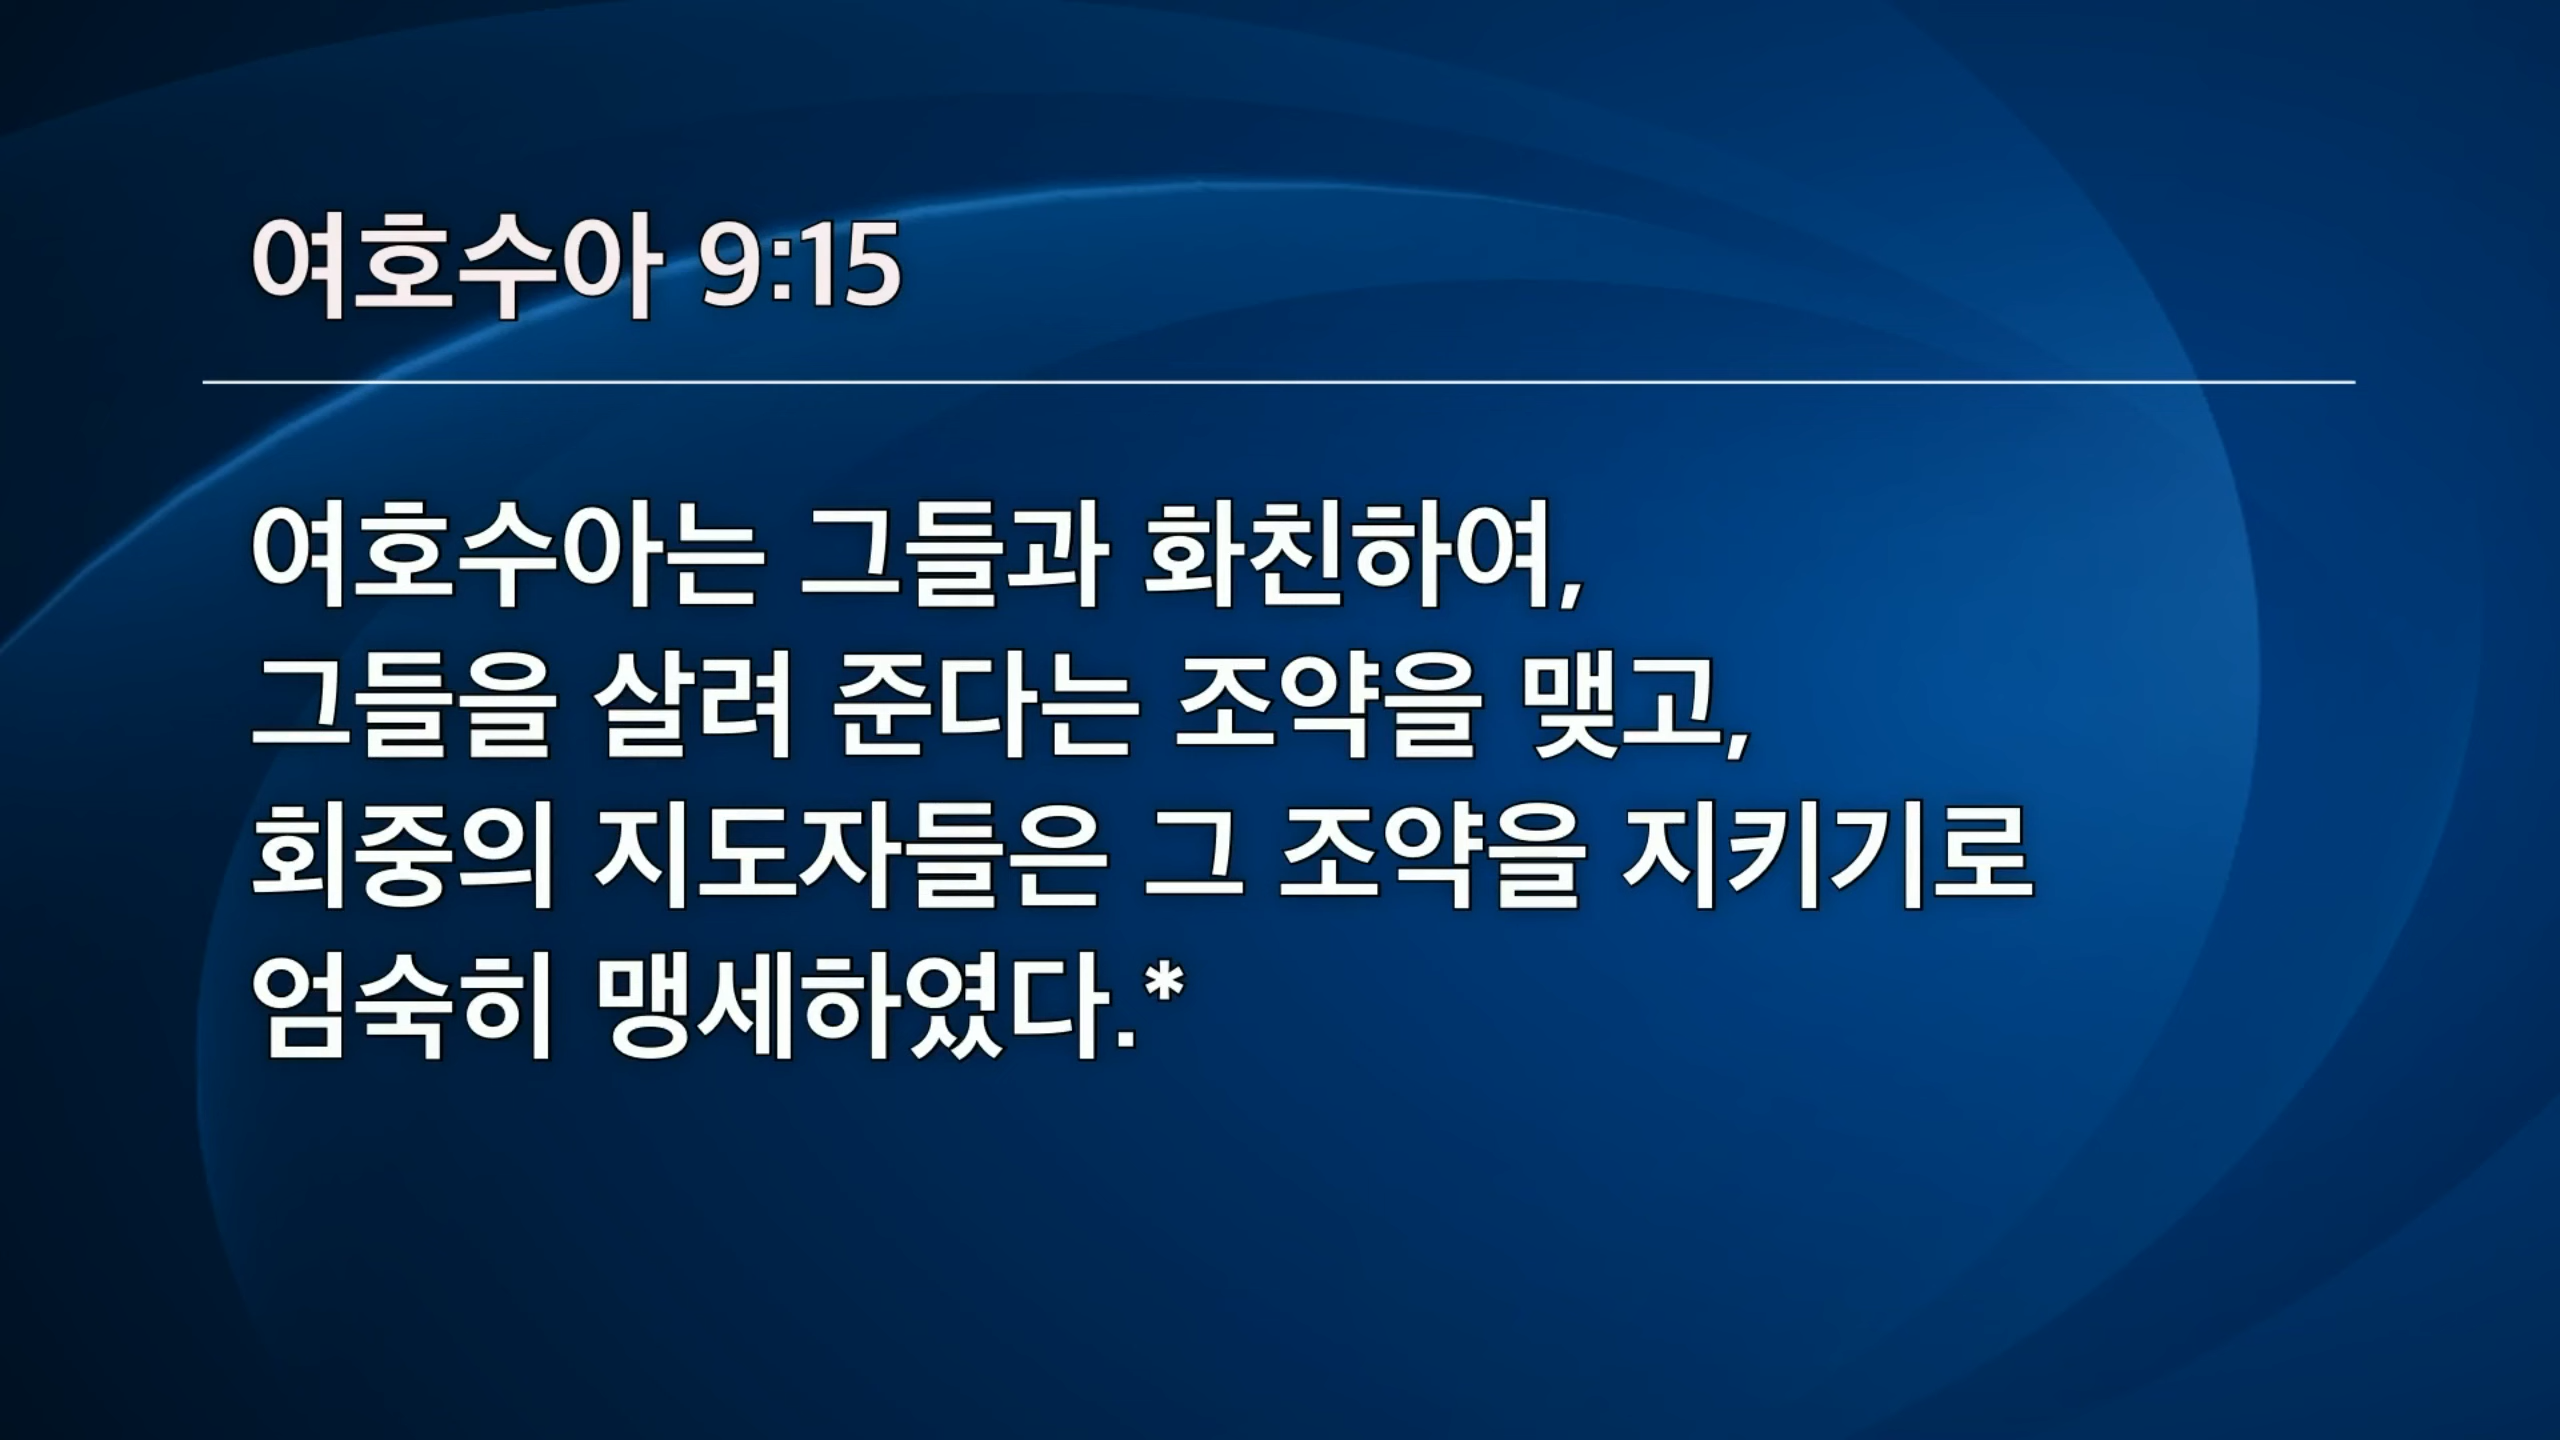 여호수아 9:15
여호수아는 그들과 화친하여,
그들을 살려 준다는 조약을 맺고,
회중의 지도자들은 그 조약을 지키기로
엄숙히 맹세하였다.*